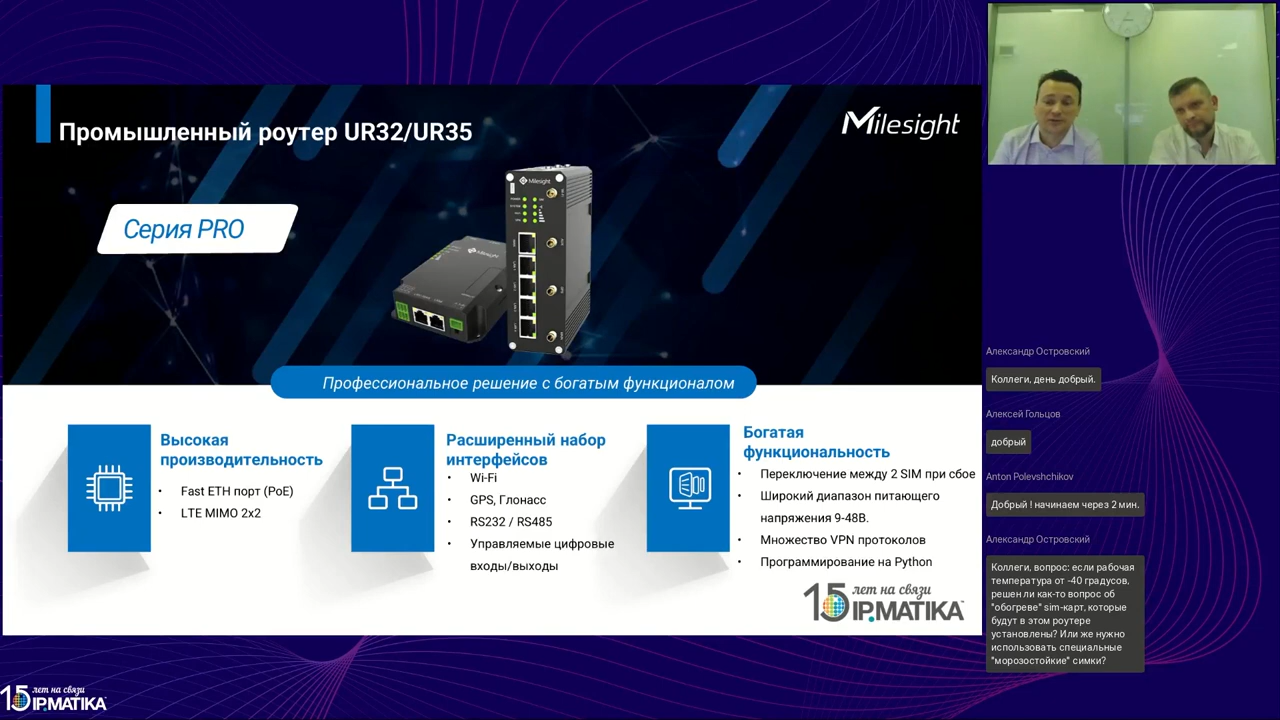 Промышленный роутер UR32/UR35
Milesight
Серия PRO
Milesight
Профессиональное решение с богатым функционалом
Высокая
производительность
• Fast ETH порт (PoE)
• LTE MIMO 2x2
Расширенный набор
интерфейсов
• Wi-Fi
• GPS, Глонасс
• RS232 / RS485
• Управляемые цифровые
входы/выходы
Богатая
функциональность
• Переключение между 2 SIM при сбое
• Широкий диапазон питающего
напряжения 9-48В.
• Множество VPN протоколов
• Программирование на Python
15 лет на связи
IPMATIKA
15 лет на связи
IPMATIKA
Александр Островский
Коллеги, день добрый.
Алексей Гольцов
добрый
Anton Polevshchikov
Добрый ! начинаем через 2 мин.
Александр Островский
Коллеги, вопрос: если рабочая
температура от -40 градусов,
решен ли как-то вопрос об
"обогреве" sim-карт, которые
будут в этом роутере
установлены? Или же нужно
использовать специальные
"морозостойкие" симки?